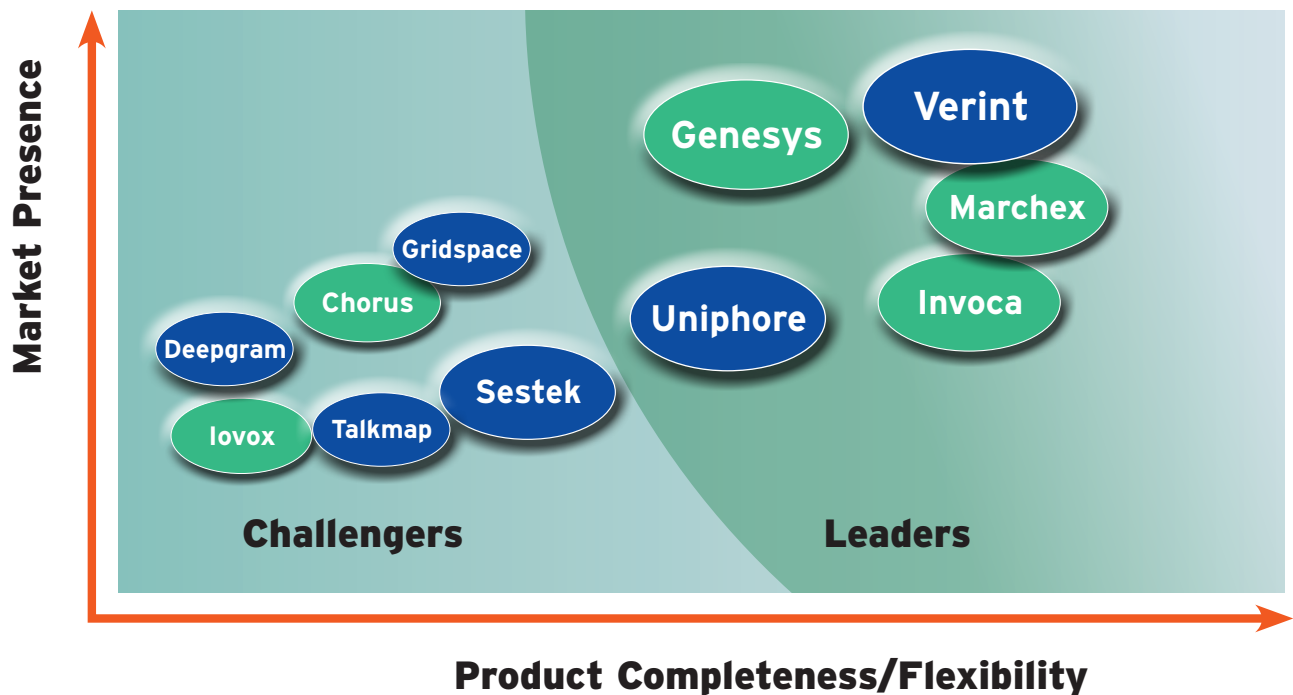 Market Presence
Verint
Genesys
Marchex
Gridspace
Chorus
Invoca
Uniphore
Deepgram
Sestek
Talkmap
Iovox
Challengers
Leaders
Product Completeness/Flexibility